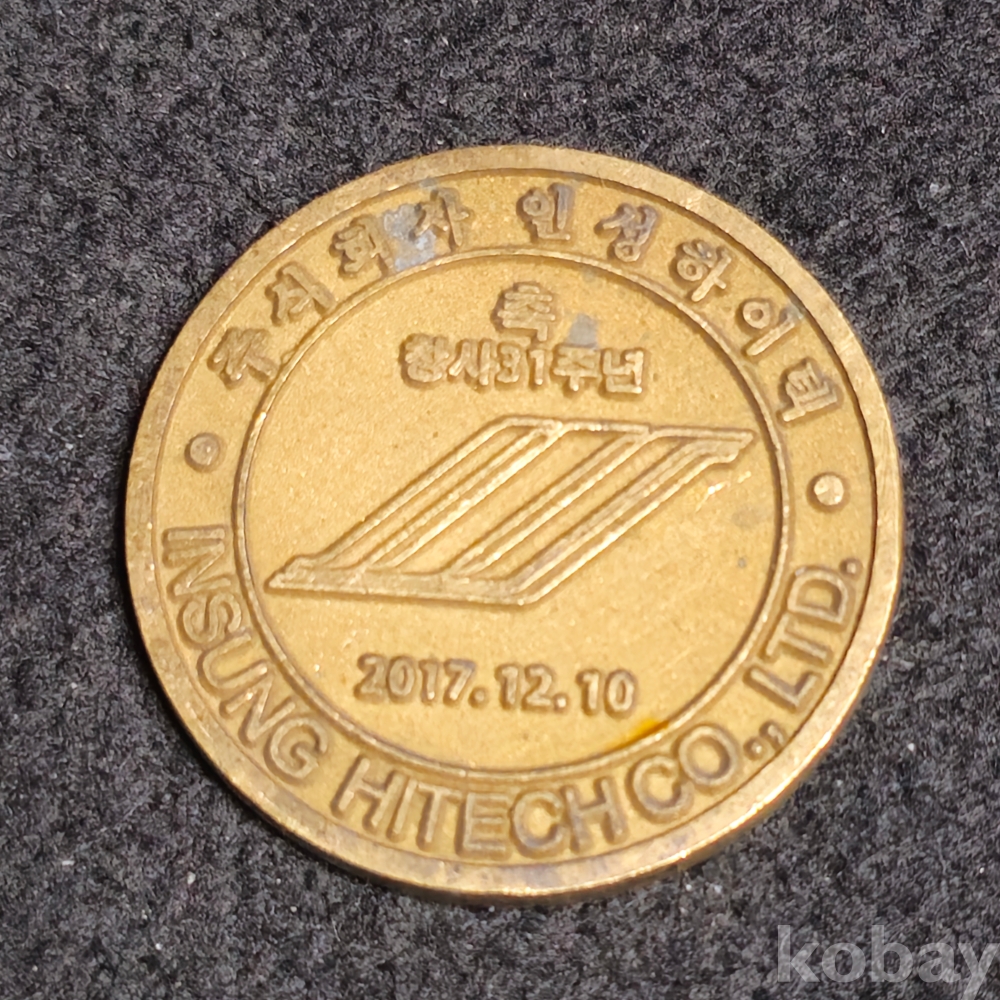 주식회사 인성하이텍
축
창사31주년
2017.12.10
INSUNG HITECH CO., LTD.
kobay